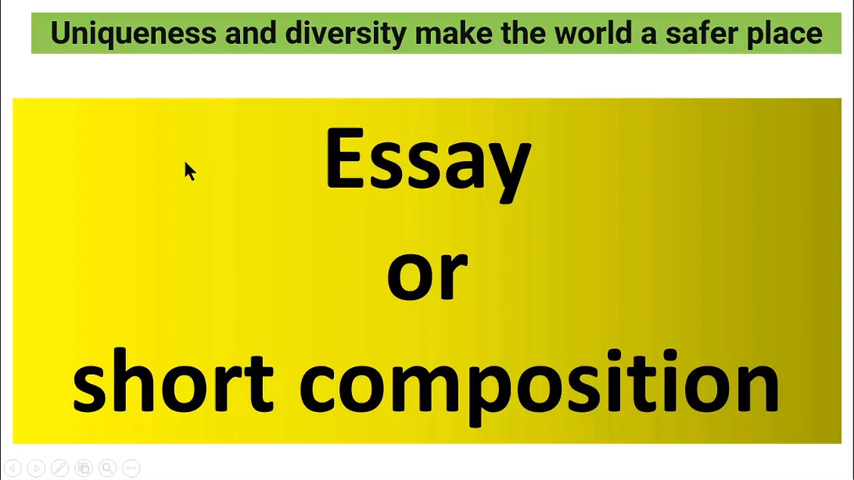 Uniqueness and diversity make the world a safer place
Essay
or
short composition